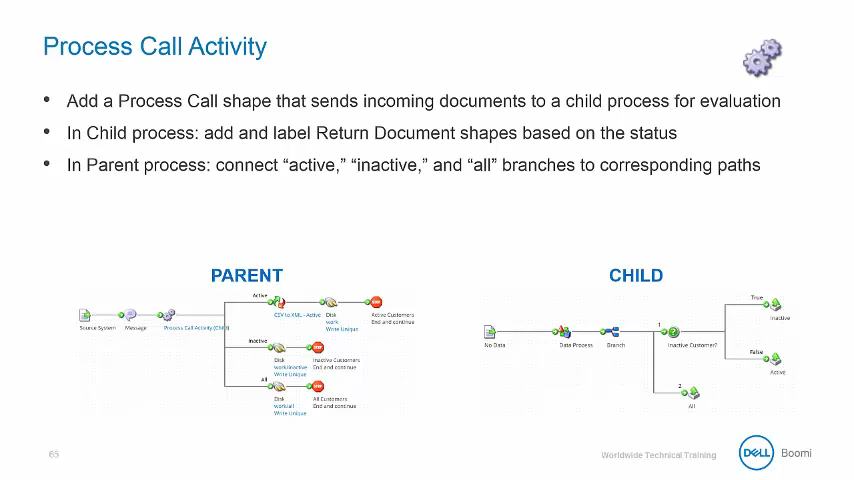 Process Call Activity
• Add a Process Call shape that sends incoming documents to a child process for evaluation
• In Child process: add and label Return Document shapes based on the status
• In Parent process: connect “active,” “inactive,” and “all” branches to corresponding paths
PARENT
Active
Source System
Message
Process Call Activity (Child)
CSV to XML - Active
Disk
work
Write Unique
STOP
Active Customers
End and continue
Inactive
Disk
work\inactive
Write Unique
STOP
Inactive Customers
End and continue
All
Disk
work\all
Write Unique
STOP
All Customers
End and continue
CHILD
No Data
Data Process
Branch
1
Inactive Customer?
True
Inactive
False
Active
2
All
65
Worldwide Technical Training
DELL
Boomi